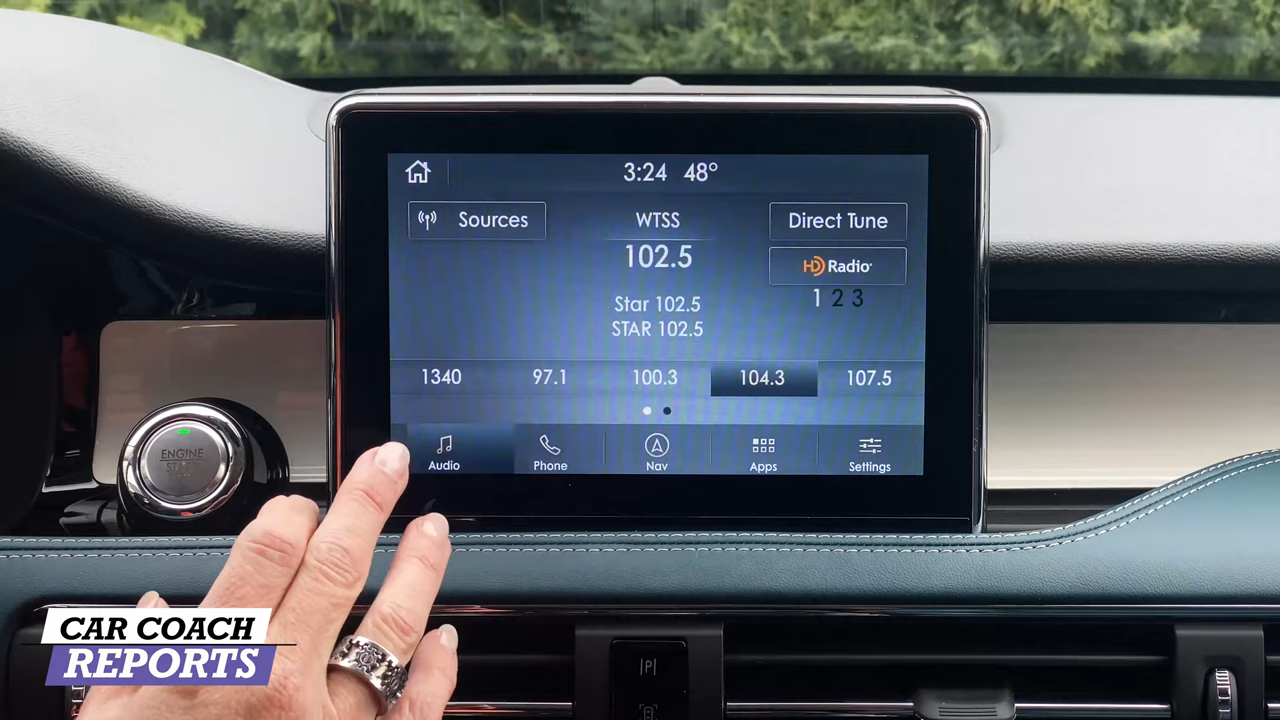 3:24 48°
Sources
WTSS
Direct Tune
102.5
HD Radio
1 2 3
Star 102.5
STAR 102.5
1340 97.1 100.3 104.3 107.5
Audio Phone Nav Apps Settings
ENGINE
|P|
CAR COACH
REPORTS